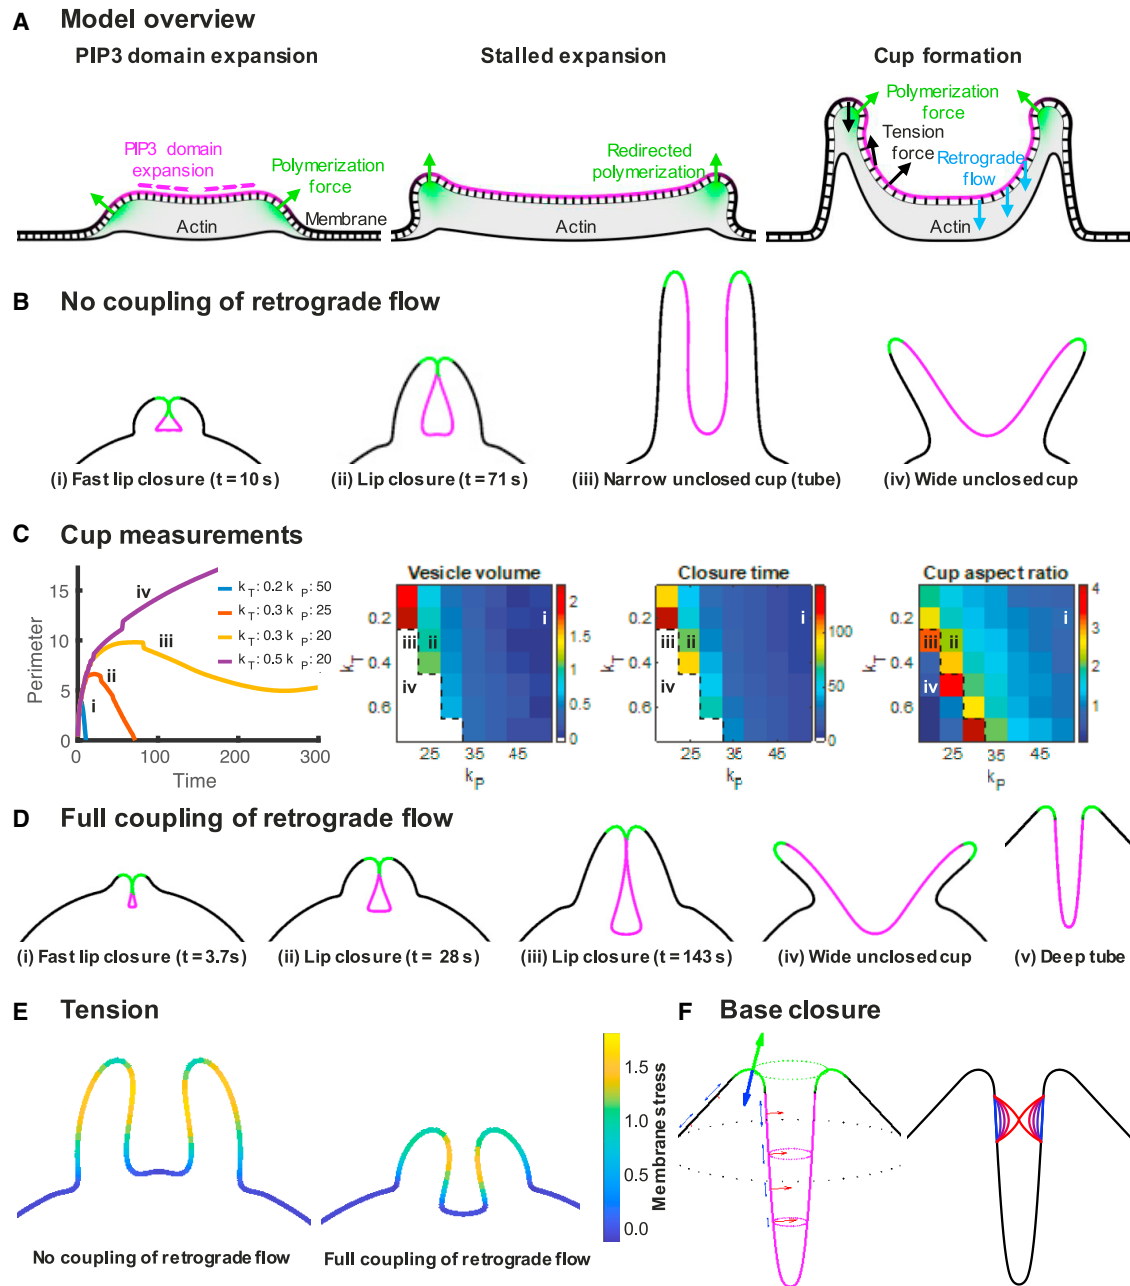 A Model overview
PIP3 domain expansion
Stalled expansion
Cup formation
PIP3 domain
expansion
Polymerization
force
Membrane
Actin
Redirected
polymerization
Actin
Polymerization
force
Tension
force
Retrograde
flow
Actin
B No coupling of retrograde flow
(i) Fast lip closure (t = 10 s)
(ii) Lip closure (t = 71 s)
(iii) Narrow unclosed cup (tube)
(iv) Wide unclosed cup
C Cup measurements
Perimeter
15
10
5
0
0 100 200 300
Time
i
ii
iii
iv
k T: 0.2 k P: 50
k T: 0.3 k P: 25
k T: 0.3 k P: 20
k T: 0.5 k P: 20
Vesicle volume
kT
0.2
0.4
0.6
25 35 45
kP
i
ii
iii
iv
2
1.5
1
0.5
0
Closure time
kT
0.2
0.4
0.6
25 35 45
kP
i
ii
iii
iv
100
50
0
Cup aspect ratio
kT
0.2
0.4
0.6
25 35 45
kP
i
ii
iii
iv
4
3
2
1
D Full coupling of retrograde flow
(i) Fast lip closure (t = 3.7s)
(ii) Lip closure (t = 28 s)
(iii) Lip closure (t = 143 s)
(iv) Wide unclosed cup
(v) Deep tube
E Tension
No coupling of retrograde flow
Full coupling of retrograde flow
1.5
1.0
0.5
0.0
Membrane stress
F Base closure